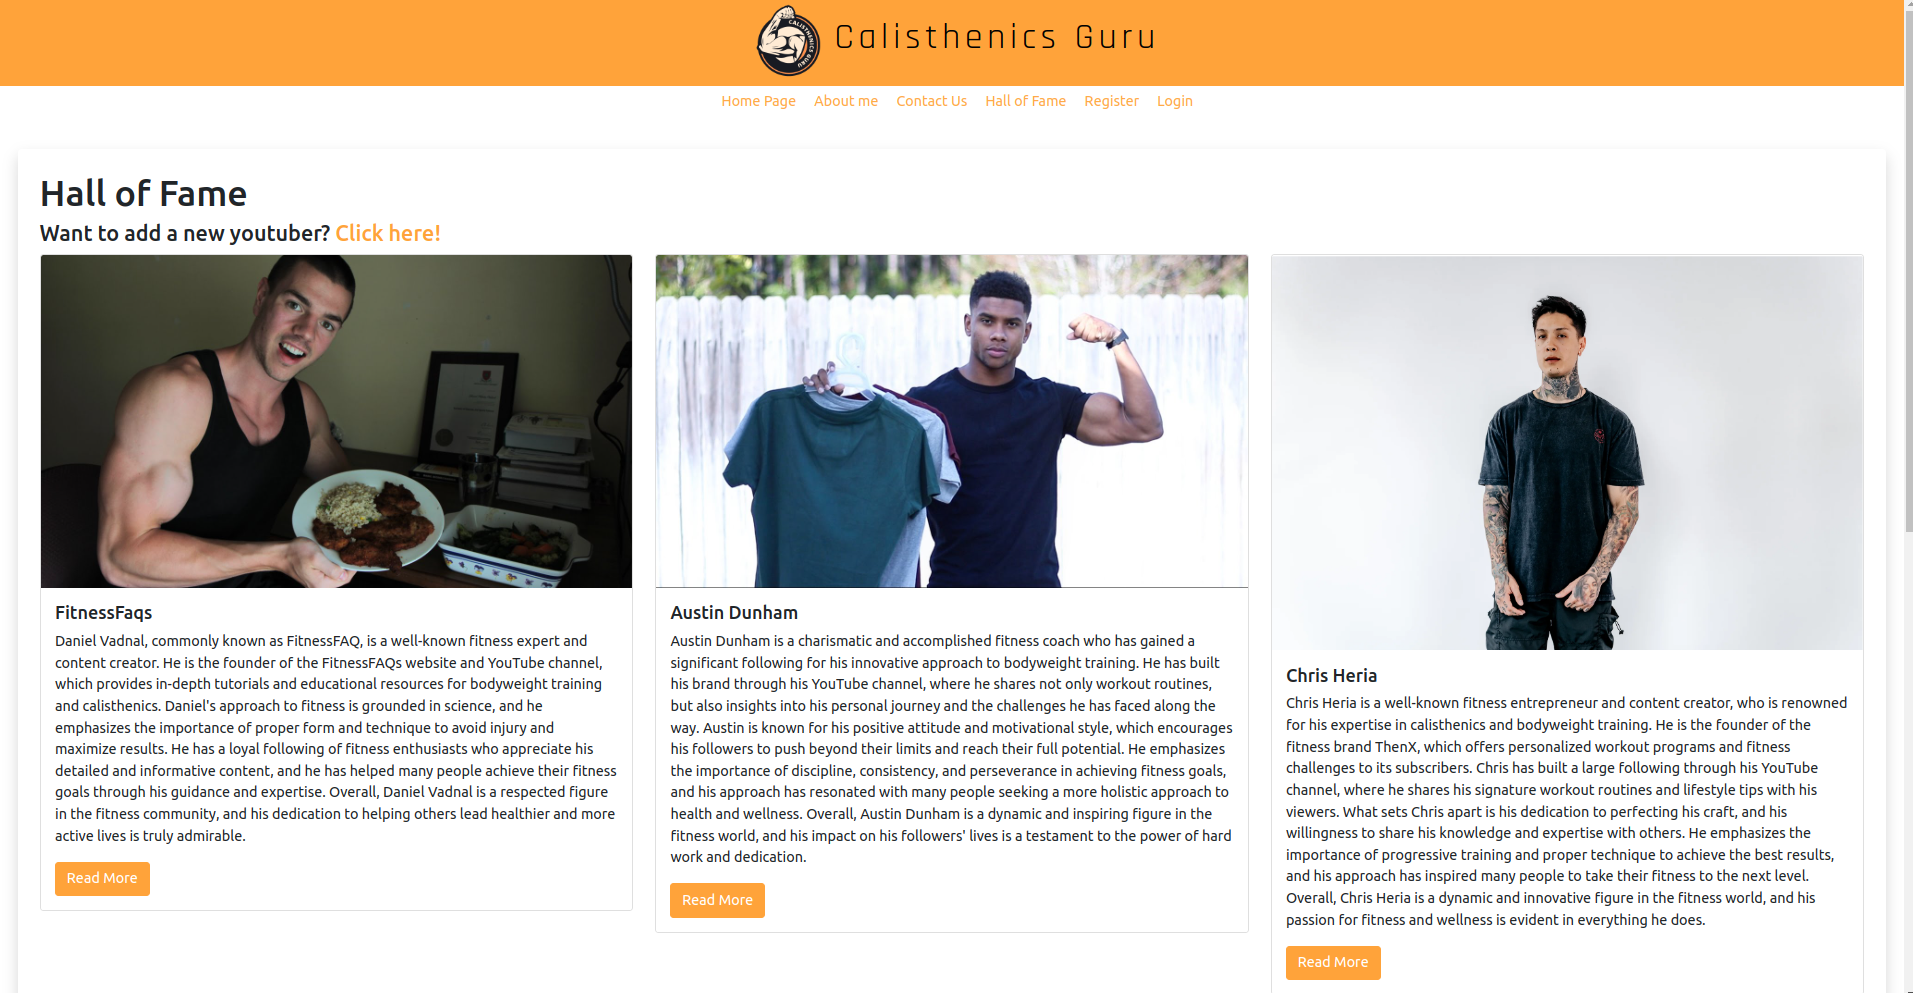 CALISTHENICS GURU
Calisthenics Guru
Home Page About me Contact Us Hall of Fame Register Login
Hall of Fame
Want to add a new youtuber? Click here!
FitnessFaqs
Daniel Vadnal, commonly known as FitnessFAQ, is a well-known fitness expert and
content creator. He is the founder of the FitnessFAQs website and YouTube channel,
which provides in-depth tutorials and educational resources for bodyweight training
and calisthenics. Daniel's approach to fitness is grounded in science, and he
emphasizes the importance of proper form and technique to avoid injury and
maximize results. He has a loyal following of fitness enthusiasts who appreciate his
detailed and informative content, and he has helped many people achieve their fitness
goals through his guidance and expertise. Overall, Daniel Vadnal is a respected figure
in the fitness community, and his dedication to helping others lead healthier and more
active lives is truly admirable.
Read More
Austin Dunham
Austin Dunham is a charismatic and accomplished fitness coach who has gained a
significant following for his innovative approach to bodyweight training. He has built
his brand through his YouTube channel, where he shares not only workout routines,
but also insights into his personal journey and the challenges he has faced along the
way. Austin is known for his positive attitude and motivational style, which encourages
his followers to push beyond their limits and reach their full potential. He emphasizes
the importance of discipline, consistency, and perseverance in achieving fitness goals,
and his approach has resonated with many people seeking a more holistic approach to
health and wellness. Overall, Austin Dunham is a dynamic and inspiring figure in the
fitness world, and his impact on his followers' lives is a testament to the power of hard
work and dedication.
Read More
Chris Heria
Chris Heria is a well-known fitness entrepreneur and content creator, who is renowned
for his expertise in calisthenics and bodyweight training. He is the founder of the
fitness brand ThenX, which offers personalized workout programs and fitness
challenges to its subscribers. Chris has built a large following through his YouTube
channel, where he shares his signature workout routines and lifestyle tips with his
viewers. What sets Chris apart is his dedication to perfecting his craft, and his
willingness to share his knowledge and expertise with others. He emphasizes the
importance of progressive training and proper technique to achieve the best results,
and his approach has inspired many people to take their fitness to the next level.
Overall, Chris Heria is a dynamic and innovative figure in the fitness world, and his
passion for fitness and wellness is evident in everything he does.
Read More